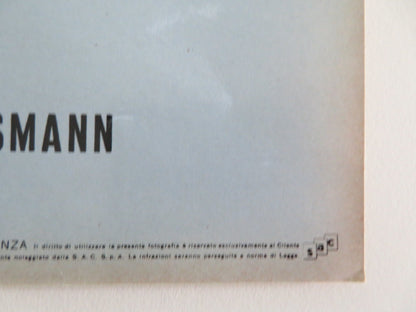 SMANN
NZA Il diritto di utilizzare la presente fotografia è riservato esclusivamente al Cliente
nte noleggiato dalla S. A. C. S. p. A. Le infrazioni saranno perseguite a norma di Legge
sac